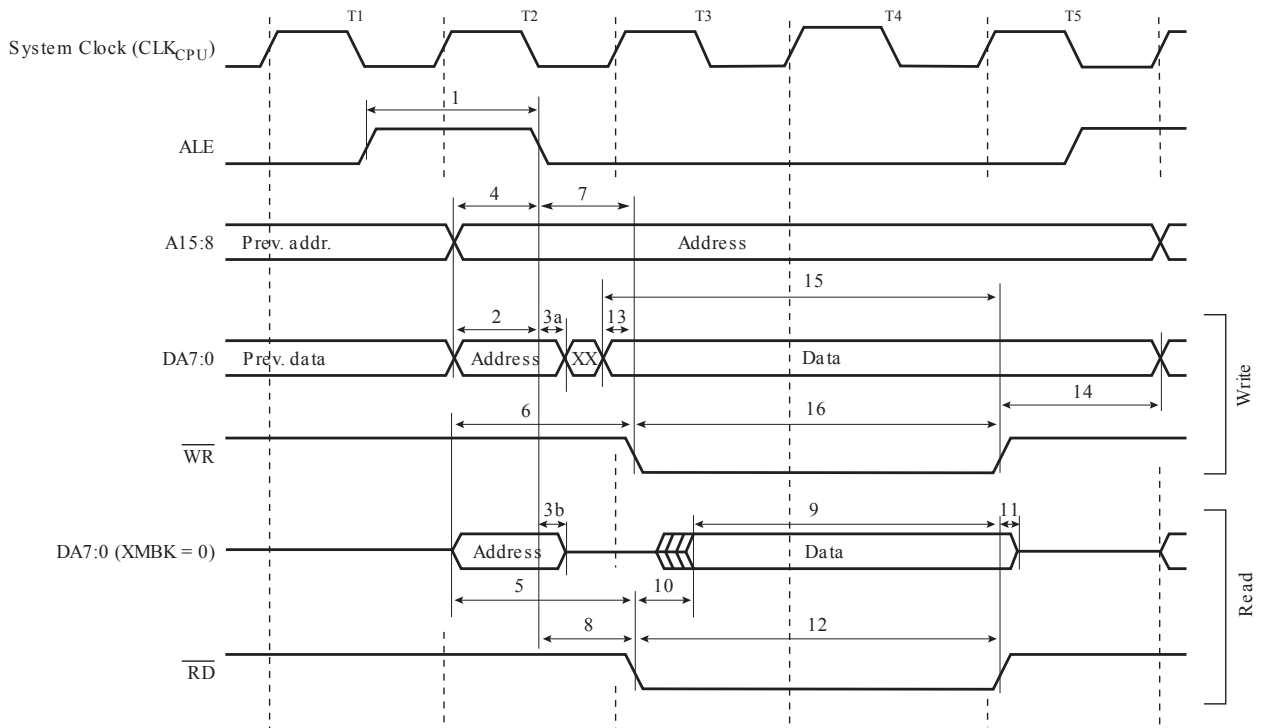 T1 T2 T3 T4 T5
System Clock (CLKCPU)
1
ALE
4 7
A15:8 Prev. addr. Address
15
2 3a 13
DA7:0 Prev. data Address XX Data
14
Write
6 16
WR
3b 9 11
DA7:0 (XMBK = 0) Address Data
5 10
Read
8 12
RD